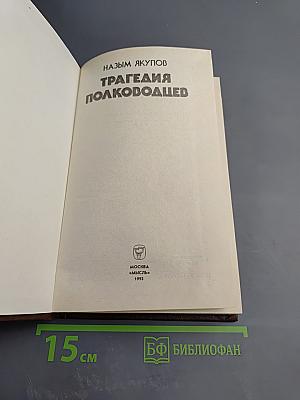 НАЗЫМ ЯКУПОВ
ТРАГЕДИЯ
ПОЛКОВОДЦЕВ
МОСКВА
«МЫСЛЬ»
1992
15 см
БФ БИБЛИОФАН